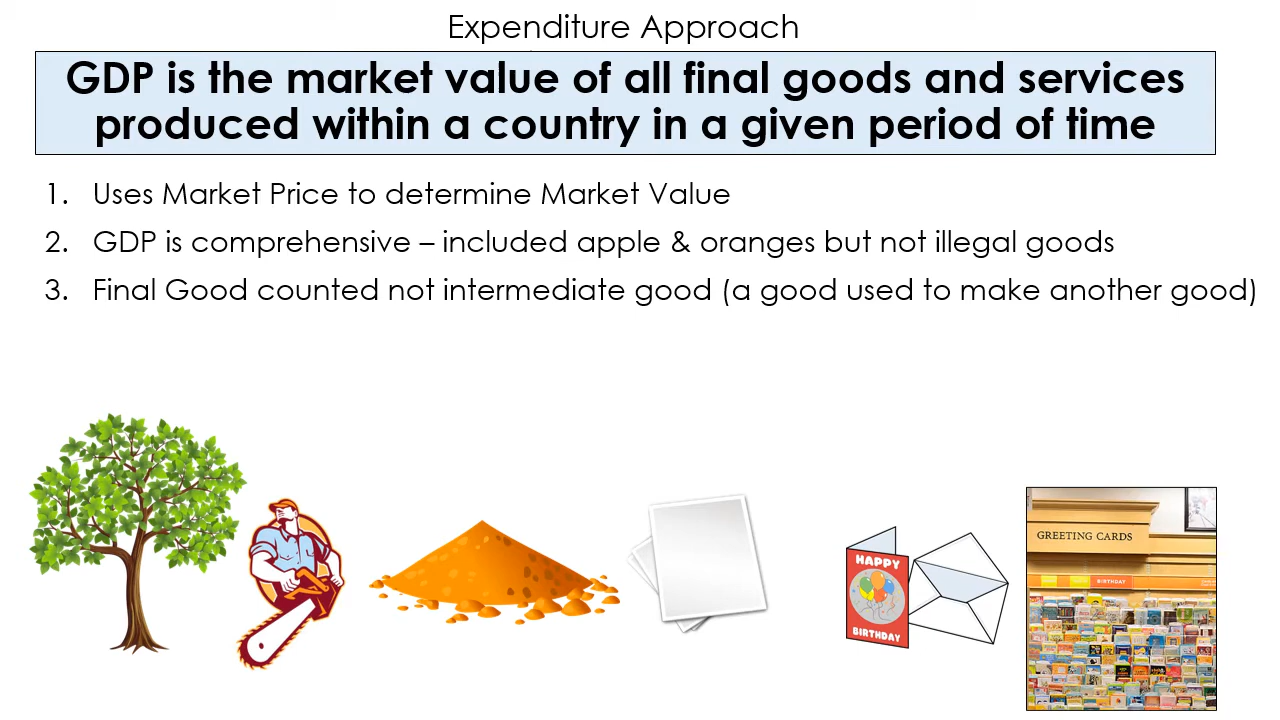 Expenditure Approach
GDP is the market value of all final goods and services
produced within a country in a given period of time
1. Uses Market Price to determine Market Value
2. GDP is comprehensive – included apple & oranges but not illegal goods
3. Final Good counted not intermediate good (a good used to make another good)
HAPPY
BIRTHDAY
GREETING CARDS
BIRTHDAY